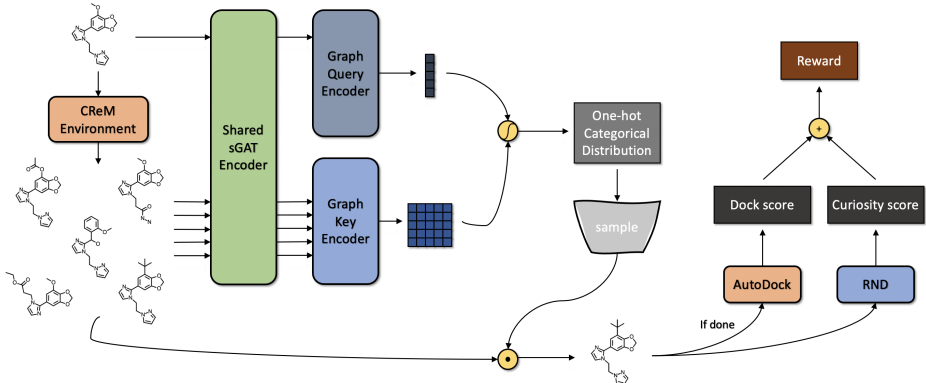 CReM
Environment
Shared
sGAT
Encoder
Graph
Query
Encoder
Graph
Key
Encoder
One-hot
Categorical
Distribution
sample
Reward
+
Dock score
Curiosity score
AutoDock
RND
If done